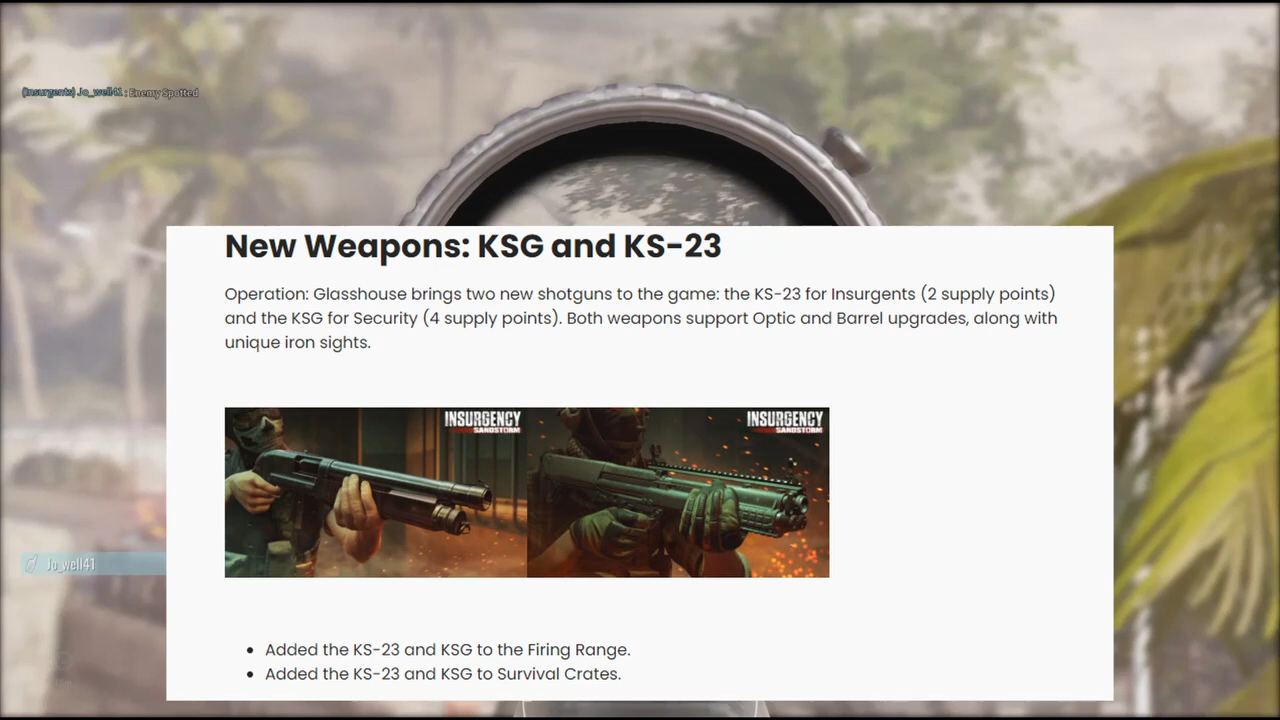 (Insurgents) Jo_well41 : Enemy Spotted
New Weapons: KSG and KS-23
Operation: Glasshouse brings two new shotguns to the game: the KS-23 for Insurgents (2 supply points)
and the KSG for Security (4 supply points). Both weapons support Optic and Barrel upgrades, along with
unique iron sights.
INSURGENCY
SANDSTORM
INSURGENCY
SANDSTORM
Jo_well41
• Added the KS-23 and KSG to the Firing Range.
• Added the KS-23 and KSG to Survival Crates.